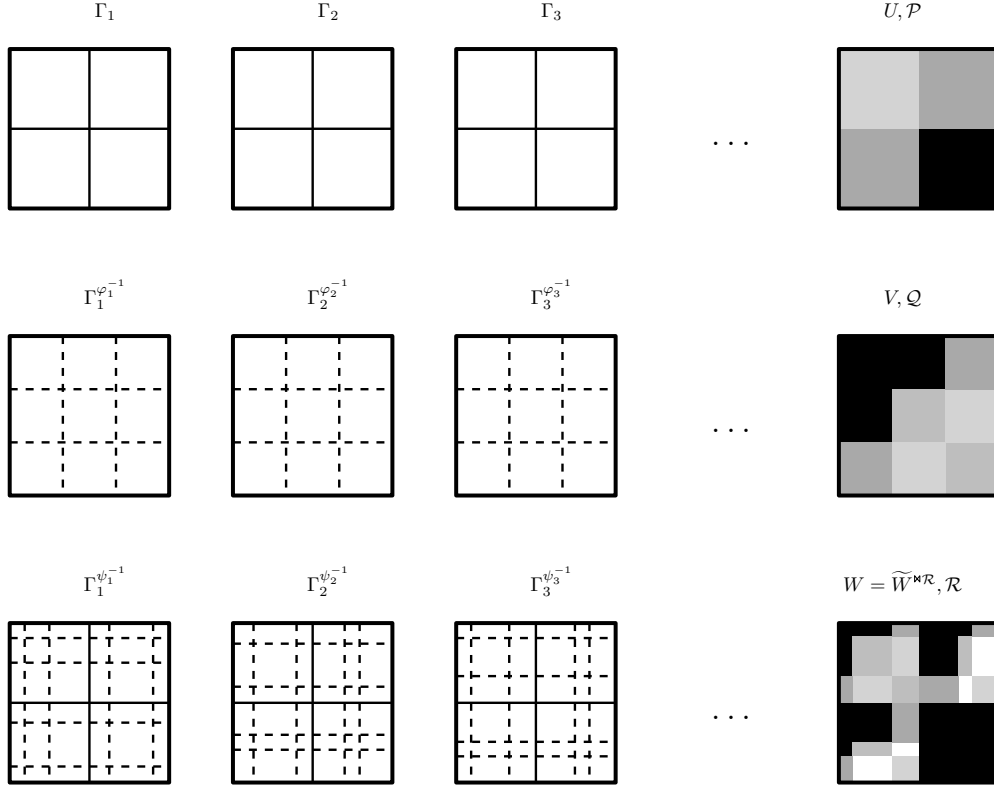 Γ₁ Γ₂ Γ₃ U, 𝒫
. . .
Γ₁^{φ₁^{-1}} Γ₂^{φ₂^{-1}} Γ₃^{φ₃^{-1}} V, 𝒬
. . .
Γ₁^{ψ₁^{-1}} Γ₂^{ψ₂^{-1}} Γ₃^{ψ₃^{-1}} W = W̃^{⋈ℛ}, ℛ
. . .